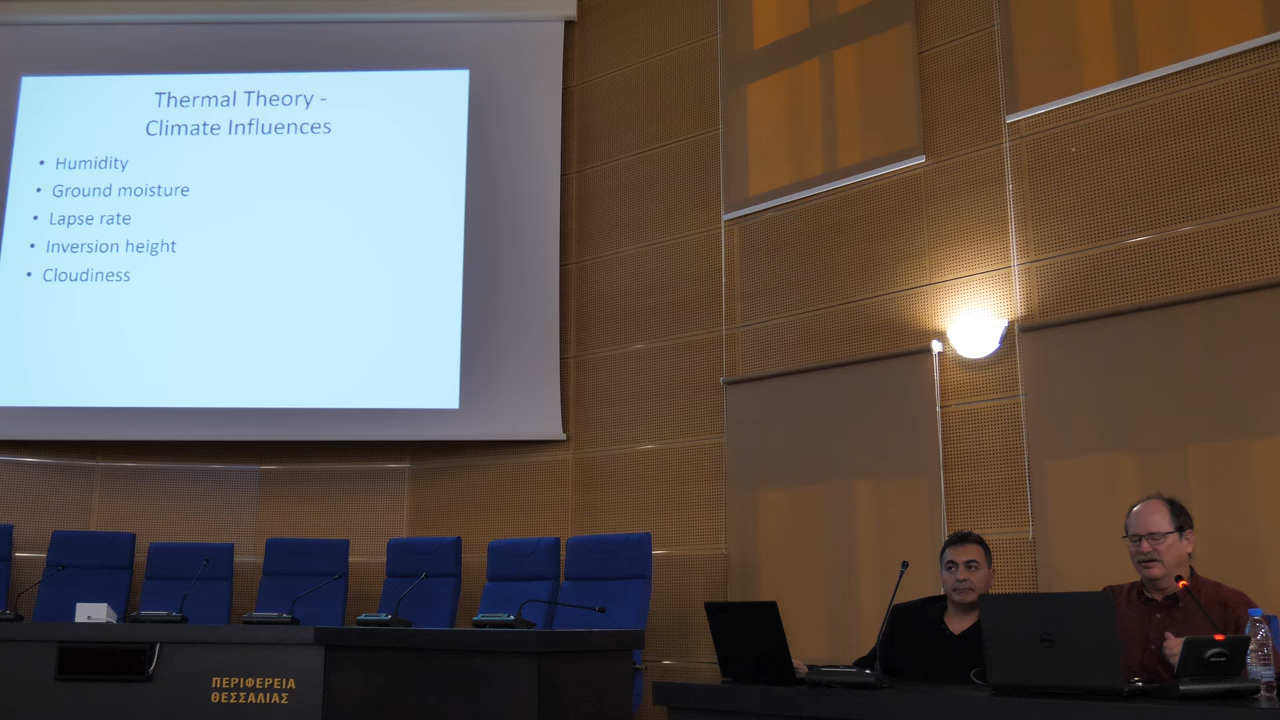 Thermal Theory -
Climate Influences
• Humidity
• Ground moisture
• Lapse rate
• Inversion height
• Cloudiness
ΠΕΡΙΦΕΡΕΙΑ
ΘΕΣΣΑΛΙΑΣ